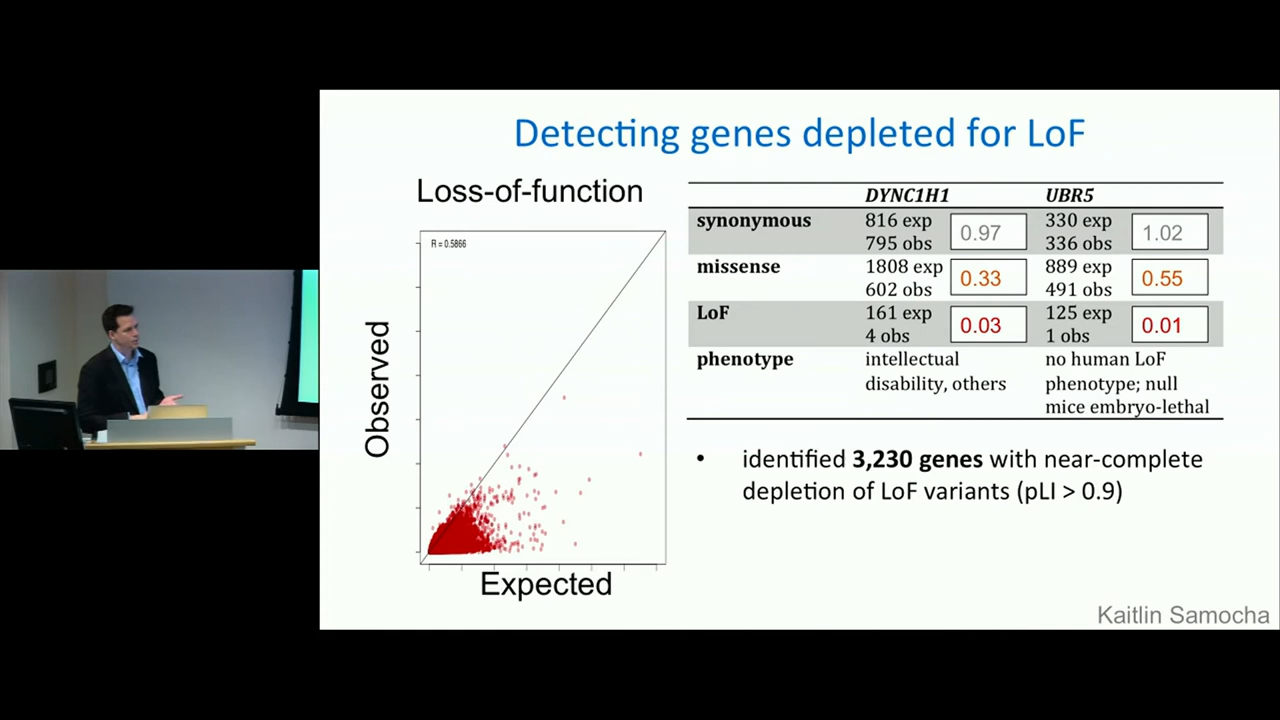 Detecting genes depleted for LoF
Loss-of-function
R = 0.5866
Observed
Expected
DYNC1H1 UBR5
synonymous 816 exp 795 obs 0.97 330 exp 336 obs 1.02
missense 1808 exp 602 obs 0.33 889 exp 491 obs 0.55
LoF 161 exp 4 obs 0.03 125 exp 1 obs 0.01
phenotype intellectual disability, others no human LoF phenotype; null mice embryo-lethal
• identified 3,230 genes with near-complete
depletion of LoF variants (pLI > 0.9)
Kaitlin Samocha